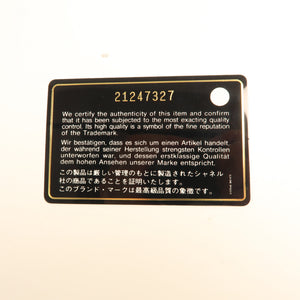 21247327
We certify the authenticity of this item and confirm
that it has been subjected to the most exacting quality
control. Its high quality is a symbol of the fine reputation
of the Trademark.
Wir bestätigen, dass es sich um einen Artikel handelt,
der während seiner Herstellung strengsten Kontrollen
unterworfen war, und dessen erstklassige Qualität
dem hohen Ansehen unserer Marke entspricht.
この製品は厳しい管理のもとに製造されたシャネル
社の商品であることを証明いたします。
このブランド・マークは最高級品質の象徴です。